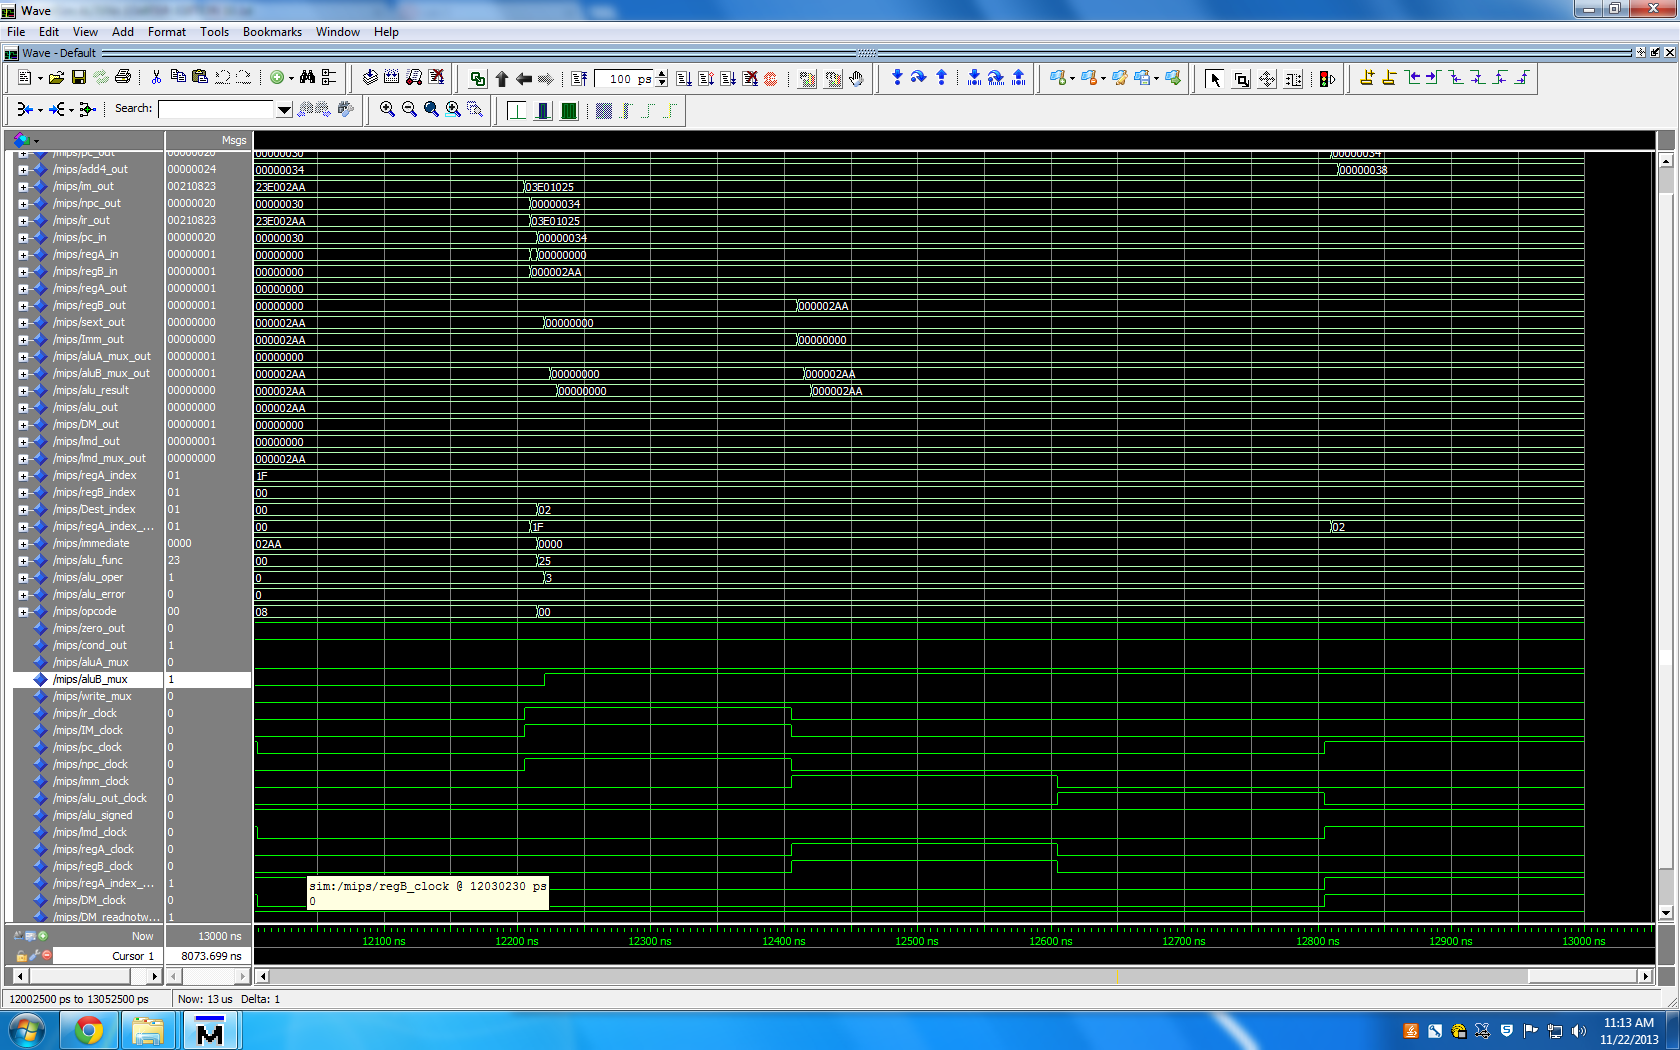 Wave
File Edit View Add Format Tools Bookmarks Window Help
Wave - Default
100 ps
Search:
Msgs
/mips/pc_out 00000020 00000030 00000034
/mips/add4_out 00000024 00000034 00000038
/mips/im_out 00210823 23E002AA 03E01025
/mips/npc_out 00000020 00000030 00000034
/mips/ir_out 00210823 23E002AA 03E01025
/mips/pc_in 00000020 00000030 00000034
/mips/regA_in 00000001 00000000 00000000
/mips/regB_in 00000001 00000000 000002AA
/mips/regA_out 00000001 00000000
/mips/regB_out 00000001 00000000 000002AA
/mips/sext_out 00000000 000002AA 00000000
/mips/Imm_out 00000000 000002AA 00000000
/mips/aluA_mux_out 00000001 00000000
/mips/aluB_mux_out 00000001 000002AA 00000000 000002AA
/mips/alu_result 00000000 000002AA 00000000 000002AA
/mips/alu_out 00000000 000002AA
/mips/DM_out 00000001 00000000
/mips/lmd_out 00000001 00000000
/mips/lmd_mux_out 00000000 000002AA
/mips/regA_index 01 1F
/mips/regB_index 01 00
/mips/Dest_index 01 00 02
/mips/regA_index_... 01 00 1F 02
/mips/immediate 0000 02AA 0000
/mips/alu_func 23 00 25
/mips/alu_oper 1 0 3
/mips/alu_error 0 0
/mips/opcode 00 08 00
/mips/zero_out 0
/mips/cond_out 1
/mips/aluA_mux 0
/mips/aluB_mux 1
/mips/write_mux 0
/mips/ir_clock 0
/mips/IM_clock 0
/mips/pc_clock 0
/mips/npc_clock 0
/mips/imm_clock 0
/mips/alu_out_clock 0
/mips/alu_signed 0
/mips/lmd_clock 0
/mips/regA_clock 0
/mips/regB_clock 0
/mips/regA_index_... 1
/mips/DM_clock 0
/mips/DM_readnotw... 1
sim:/mips/regB_clock @ 12030230 ps
0
Now 13000 ns 12100 ns 12200 ns 12300 ns 12400 ns 12500 ns 12600 ns 12700 ns 12800 ns 12900 ns 13000 ns
Cursor 1 8073.699 ns
12002500 ps to 13052500 ps Now: 13 us Delta: 1
11:13 AM
11/22/2013